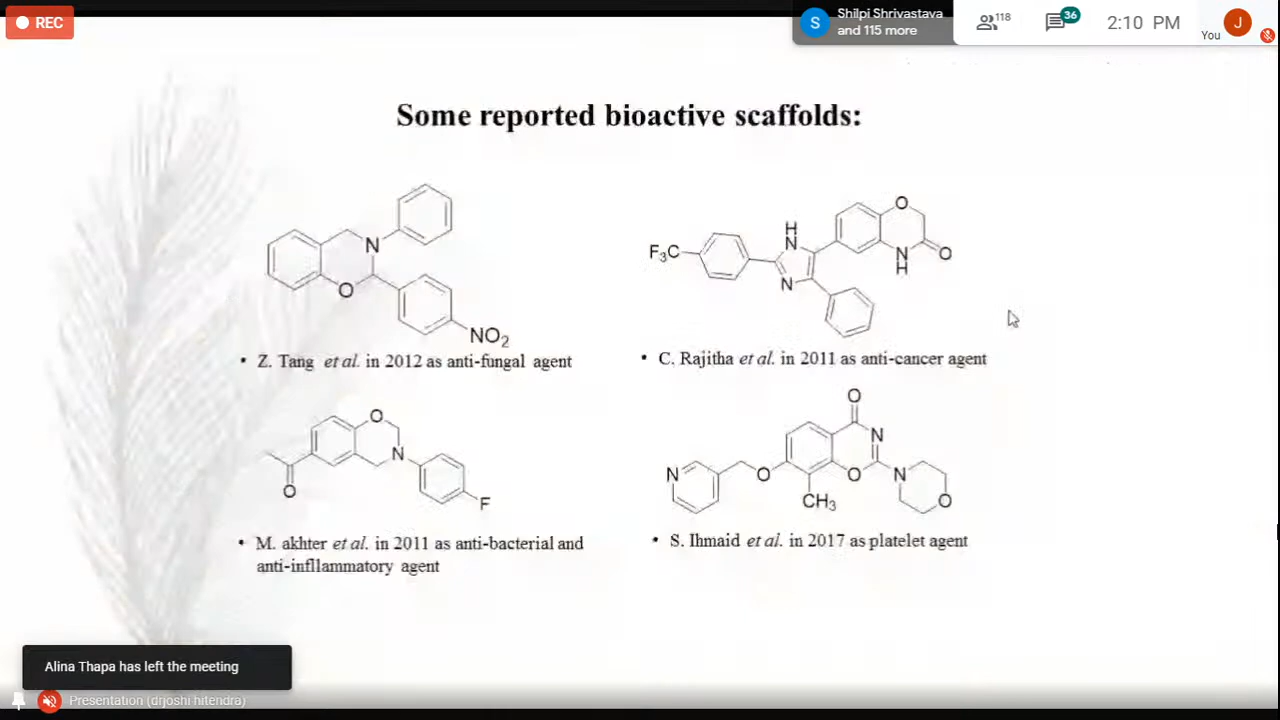 REC
S
Shilpi Shrivastava
and 115 more
118
36
2:10 PM
You
J
Some reported bioactive scaffolds:
N
O
NO2
• Z. Tang et al. in 2012 as anti-fungal agent
F3C
H
N
N
O
N
H
O
• C. Rajitha et al. in 2011 as anti-cancer agent
O
N
O
F
• M. akhter et al. in 2011 as anti-bacterial and
anti-infllammatory agent
O
N
N
O
O
N
O
CH3
• S. Ihmaid et al. in 2017 as platelet agent
Alina Thapa has left the meeting
Presentation (drjoshi hitendra)